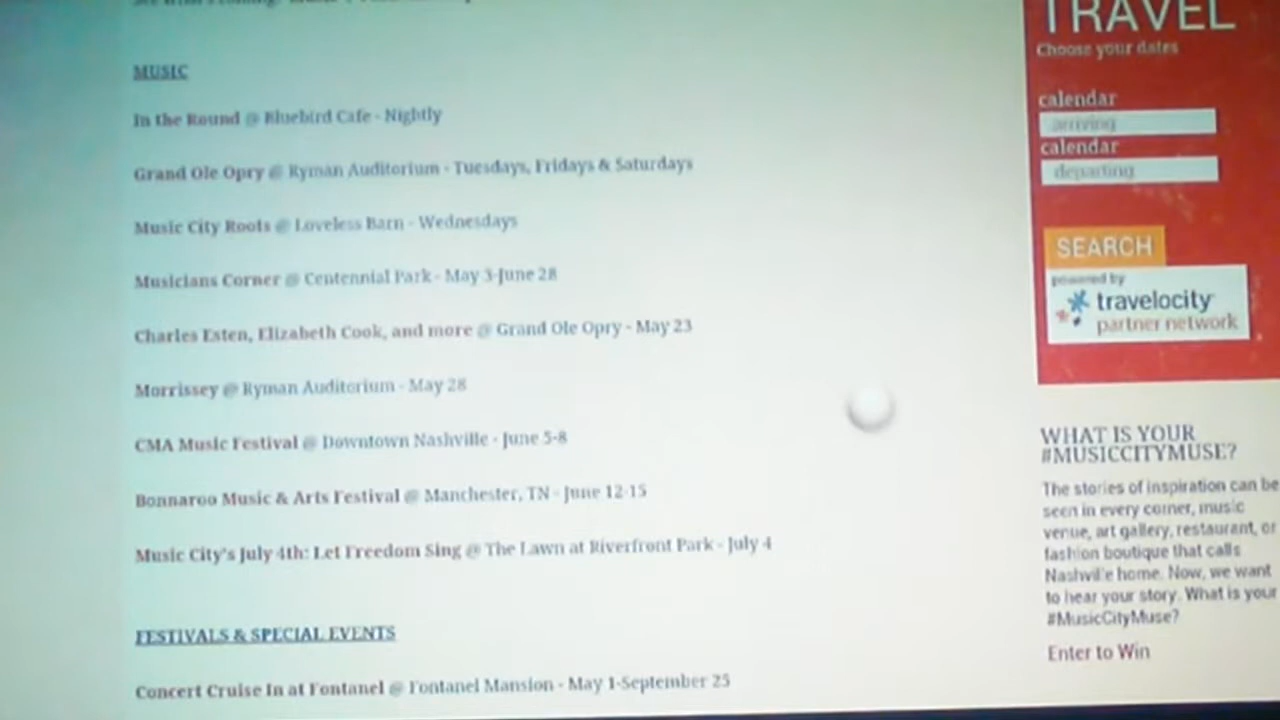 MUSIC
In the Round @ Bluebird Cafe - Nightly
Grand Ole Opry @ Ryman Auditorium - Tuesdays, Fridays & Saturdays
Music City Roots @ Loveless Barn - Wednesdays
Musicians Corner @ Centennial Park - May 3-June 28
Charles Esten, Elizabeth Cook, and more @ Grand Ole Opry - May 23
Morrissey @ Ryman Auditorium - May 28
CMA Music Festival @ Downtown Nashville - June 5-8
Bonnaroo Music & Arts Festival @ Manchester, TN - June 12-15
Music City's July 4th: Let Freedom Sing @ The Lawn at Riverfront Park - July 4
FESTIVALS & SPECIAL EVENTS
Concert Cruise In at Fontanel @ Fontanel Mansion - May 1-September 25
TRAVEL
Choose your dates
calendar
arriving
calendar
departing
SEARCH
powered by
travelocity
partner network
WHAT IS YOUR
#MUSICCITYMUSE?
The stories of inspiration can be
seen in every corner, music
venue, art gallery, restaurant, or
fashion boutique that calls
Nashville home. Now, we want
to hear your story. What is your
#MusicCityMuse?
Enter to Win